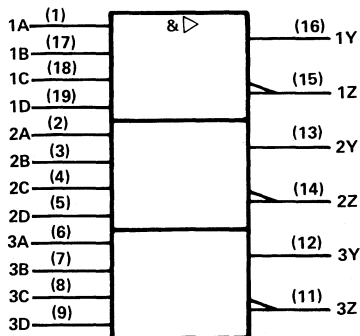 & ▷
1A (1)
1B (17)
1C (18)
1D (19)
2A (2)
2B (3)
2C (4)
2D (5)
3A (6)
3B (7)
3C (8)
3D (9)
(16) 1Y
(15) 1Z
(13) 2Y
(14) 2Z
(12) 3Y
(11) 3Z